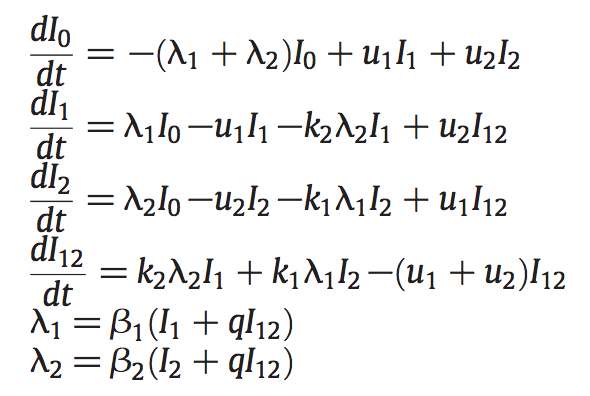 dI₀/dt = −(λ₁ + λ₂)I₀ + u₁I₁ + u₂I₂
dI₁/dt = λ₁I₀−u₁I₁−k₂λ₂I₁ + u₂I₁₂
dI₂/dt = λ₂I₀−u₂I₂−k₁λ₁I₂ + u₁I₁₂
dI₁₂/dt = k₂λ₂I₁ + k₁λ₁I₂−(u₁ + u₂)I₁₂
λ₁ = β₁(I₁ + qI₁₂)
λ₂ = β₂(I₂ + qI₁₂)